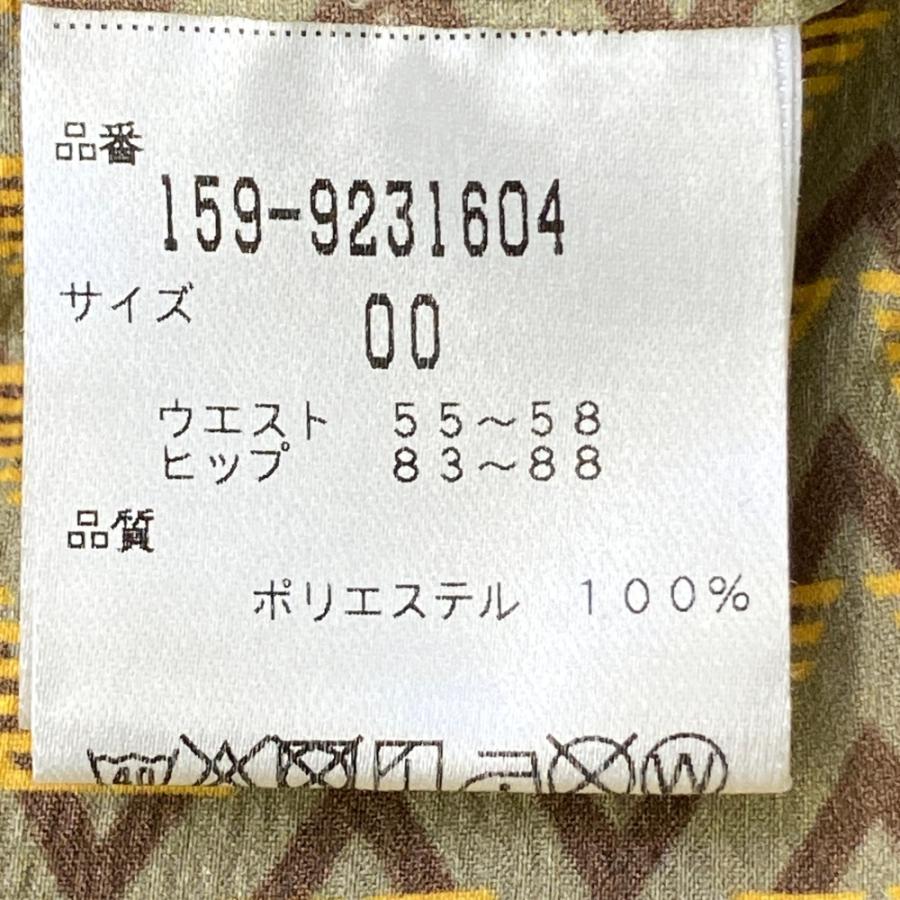 品番
159-9231604
サイズ
00
ウエスト 55~58
ヒップ 83~88
品質
ポリエステル 100%
40
W